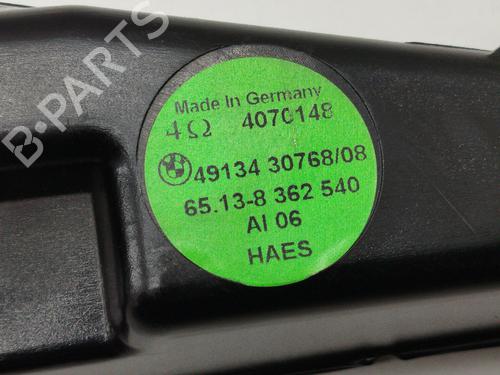 B-PARTS
Made In Germany
4Ω 4070148
49134 30768/08
65.13-8 362 540
AI 06
HAES